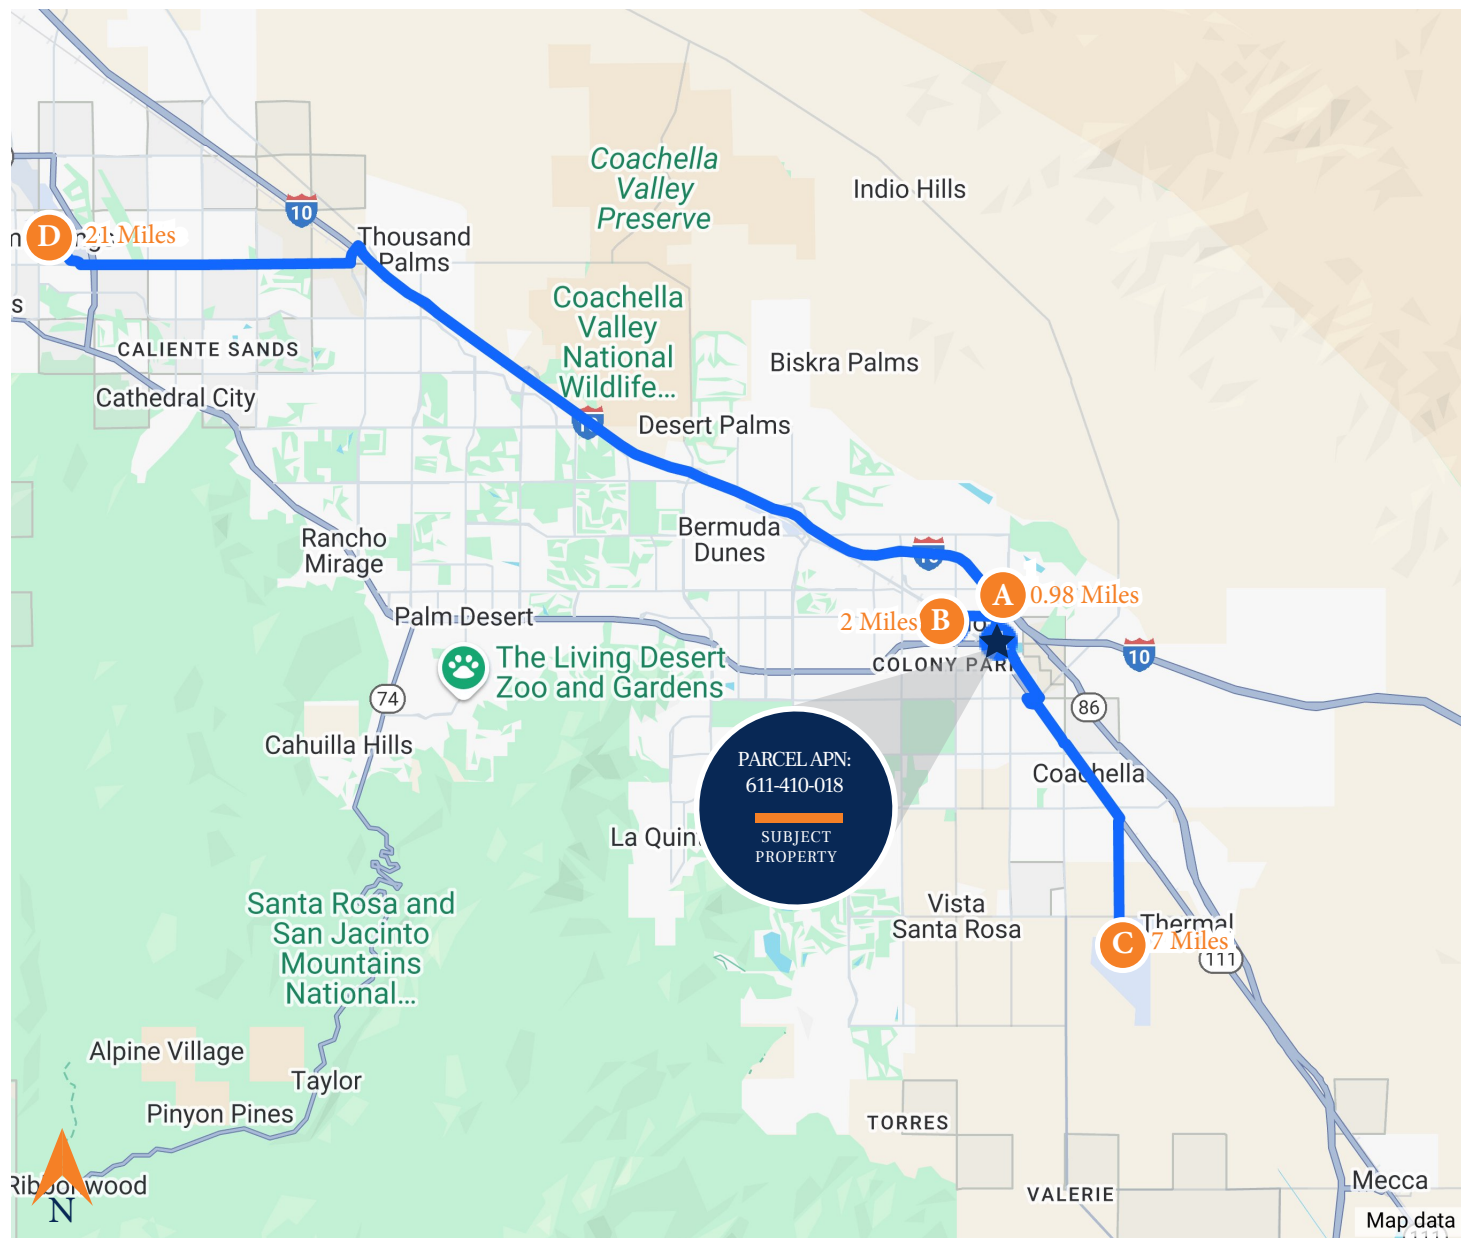 Coachella
Valley
Preserve
Indio Hills
10
D
21 Miles
Thousand
Palms
s
Coachella
Valley
National
Wildlife...
CALIENTE SANDS
Biskra Palms
Cathedral City
Desert Palms
Bermuda
Dunes
Rancho
Mirage
A
0.98 Miles
2 Miles
B
Palm Desert
The Living Desert
Zoo and Gardens
COLONY PAR
10
74
86
Cahuilla Hills
PARCEL APN:
611-410-018
SUBJECT
PROPERTY
Coachella
La Quin
Santa Rosa and
San Jacinto
Mountains
National...
Vista
Santa Rosa
Thermal
C
7 Miles
111
Alpine Village
Taylor
Pinyon Pines
TORRES
Mecca
VALERIE
N
Map data